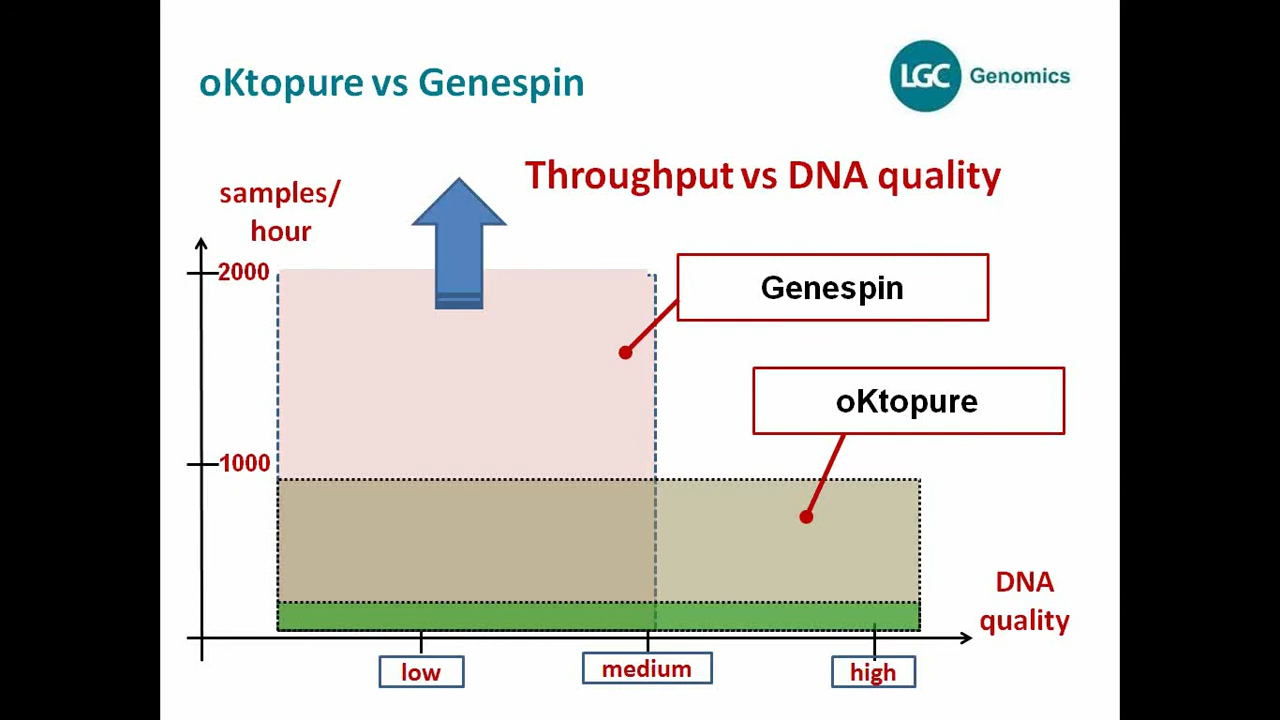 oKtopure vs Genespin
LGC Genomics
Throughput vs DNA quality
samples/
hour
2000
Genespin
oKtopure
1000
DNA
quality
low
medium
high